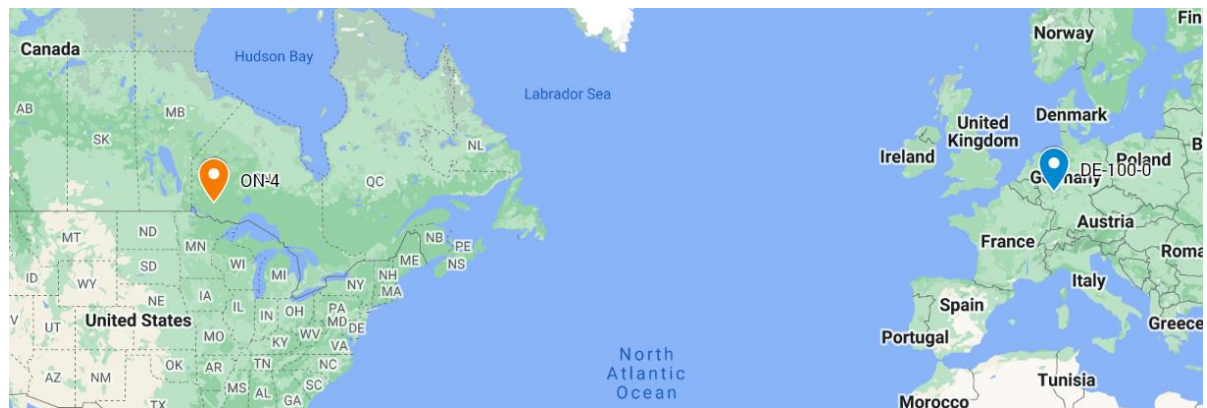 Canada
Hudson Bay
Labrador Sea
Norway
Fin
Denmark
United
Kingdom
Ireland
Poland
Germany
DE-100-0
B
AB
SK
MB
ON-4
QC
NL
Austria
France
Roma
Italy
Spain
Portugal
Greece
Tunisia
Morocco
MT
ND
MN
SD
ID
WY
WI
MI
NB
PE
ME
NS
NH
NY
MA
NE
IA
IL
IN
OH
PA
MD
DE
V
UT
United States
MO
KY
WV
VA
AZ
NM
OK
AR
TN
NC
MS
AL
SC
GA
TX
North
Atlantic
Ocean